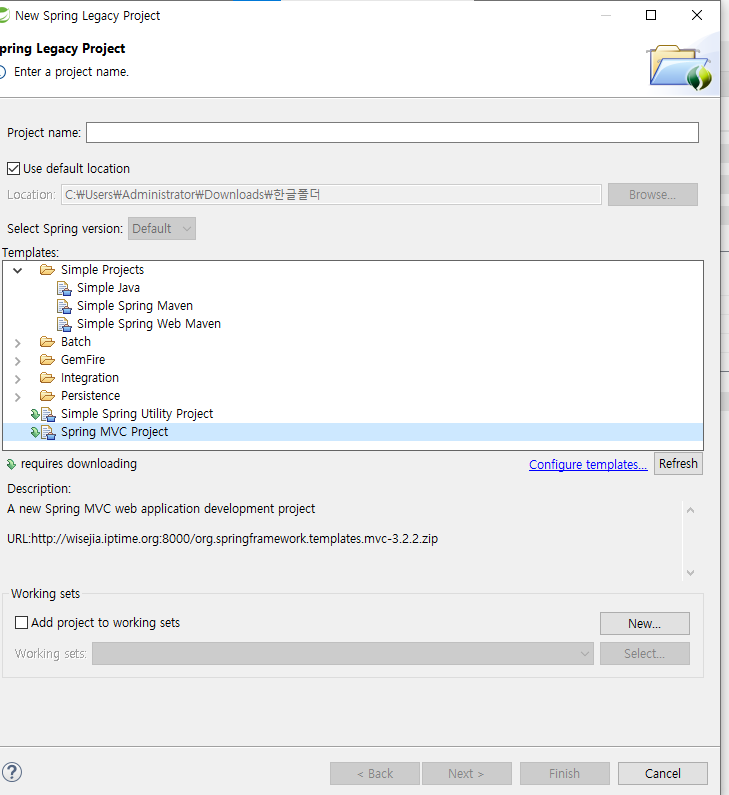 New Spring Legacy Project
pring Legacy Project
Enter a project name.
Project name:
Use default location
Location: C:₩Users₩Administrator₩Downloads₩한글폴더 Browse...
Select Spring version: Default
Templates:
Simple Projects
Simple Java
Simple Spring Maven
Simple Spring Web Maven
Batch
GemFire
Integration
Persistence
Simple Spring Utility Project
Spring MVC Project
requires downloading Configure templates... Refresh
Description:
A new Spring MVC web application development project
URL:http://wisejia.iptime.org:8000/org.springframework.templates.mvc-3.2.2.zip
Working sets
Add project to working sets New...
Working sets: Select...
? < Back Next > Finish Cancel